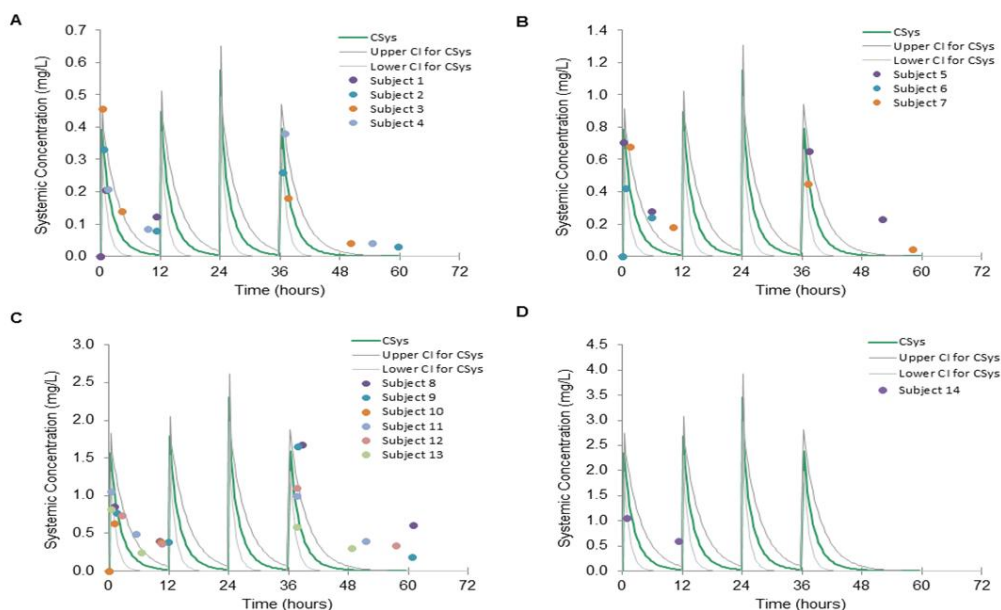 A
Systemic Concentration (mg/L)
0.7
0.6
0.5
0.4
0.3
0.2
0.1
0.0
0
12
24
36
48
60
72
Time (hours)
CSys
Upper CI for CSys
Lower CI for CSys
Subject 1
Subject 2
Subject 3
Subject 4
B
Systemic Concentration (mg/L)
1.4
1.2
1.0
0.8
0.6
0.4
0.2
0.0
0
12
24
36
48
60
72
Time (hours)
CSys
Upper CI for CSys
Lower CI for CSys
Subject 5
Subject 6
Subject 7
C
Systemic Concentration (mg/L)
3.0
2.5
2.0
1.5
1.0
0.5
0.0
0
12
24
36
48
60
72
Time (hours)
CSys
Upper CI for CSys
Lower CI for CSys
Subject 8
Subject 9
Subject 10
Subject 11
Subject 12
Subject 13
D
Systemic Concentration (mg/L)
4.5
4.0
3.5
3.0
2.5
2.0
1.5
1.0
0.5
0.0
0
12
24
36
48
60
72
Time (hours)
CSys
Upper CI for CSys
Lower CI for CSys
Subject 14